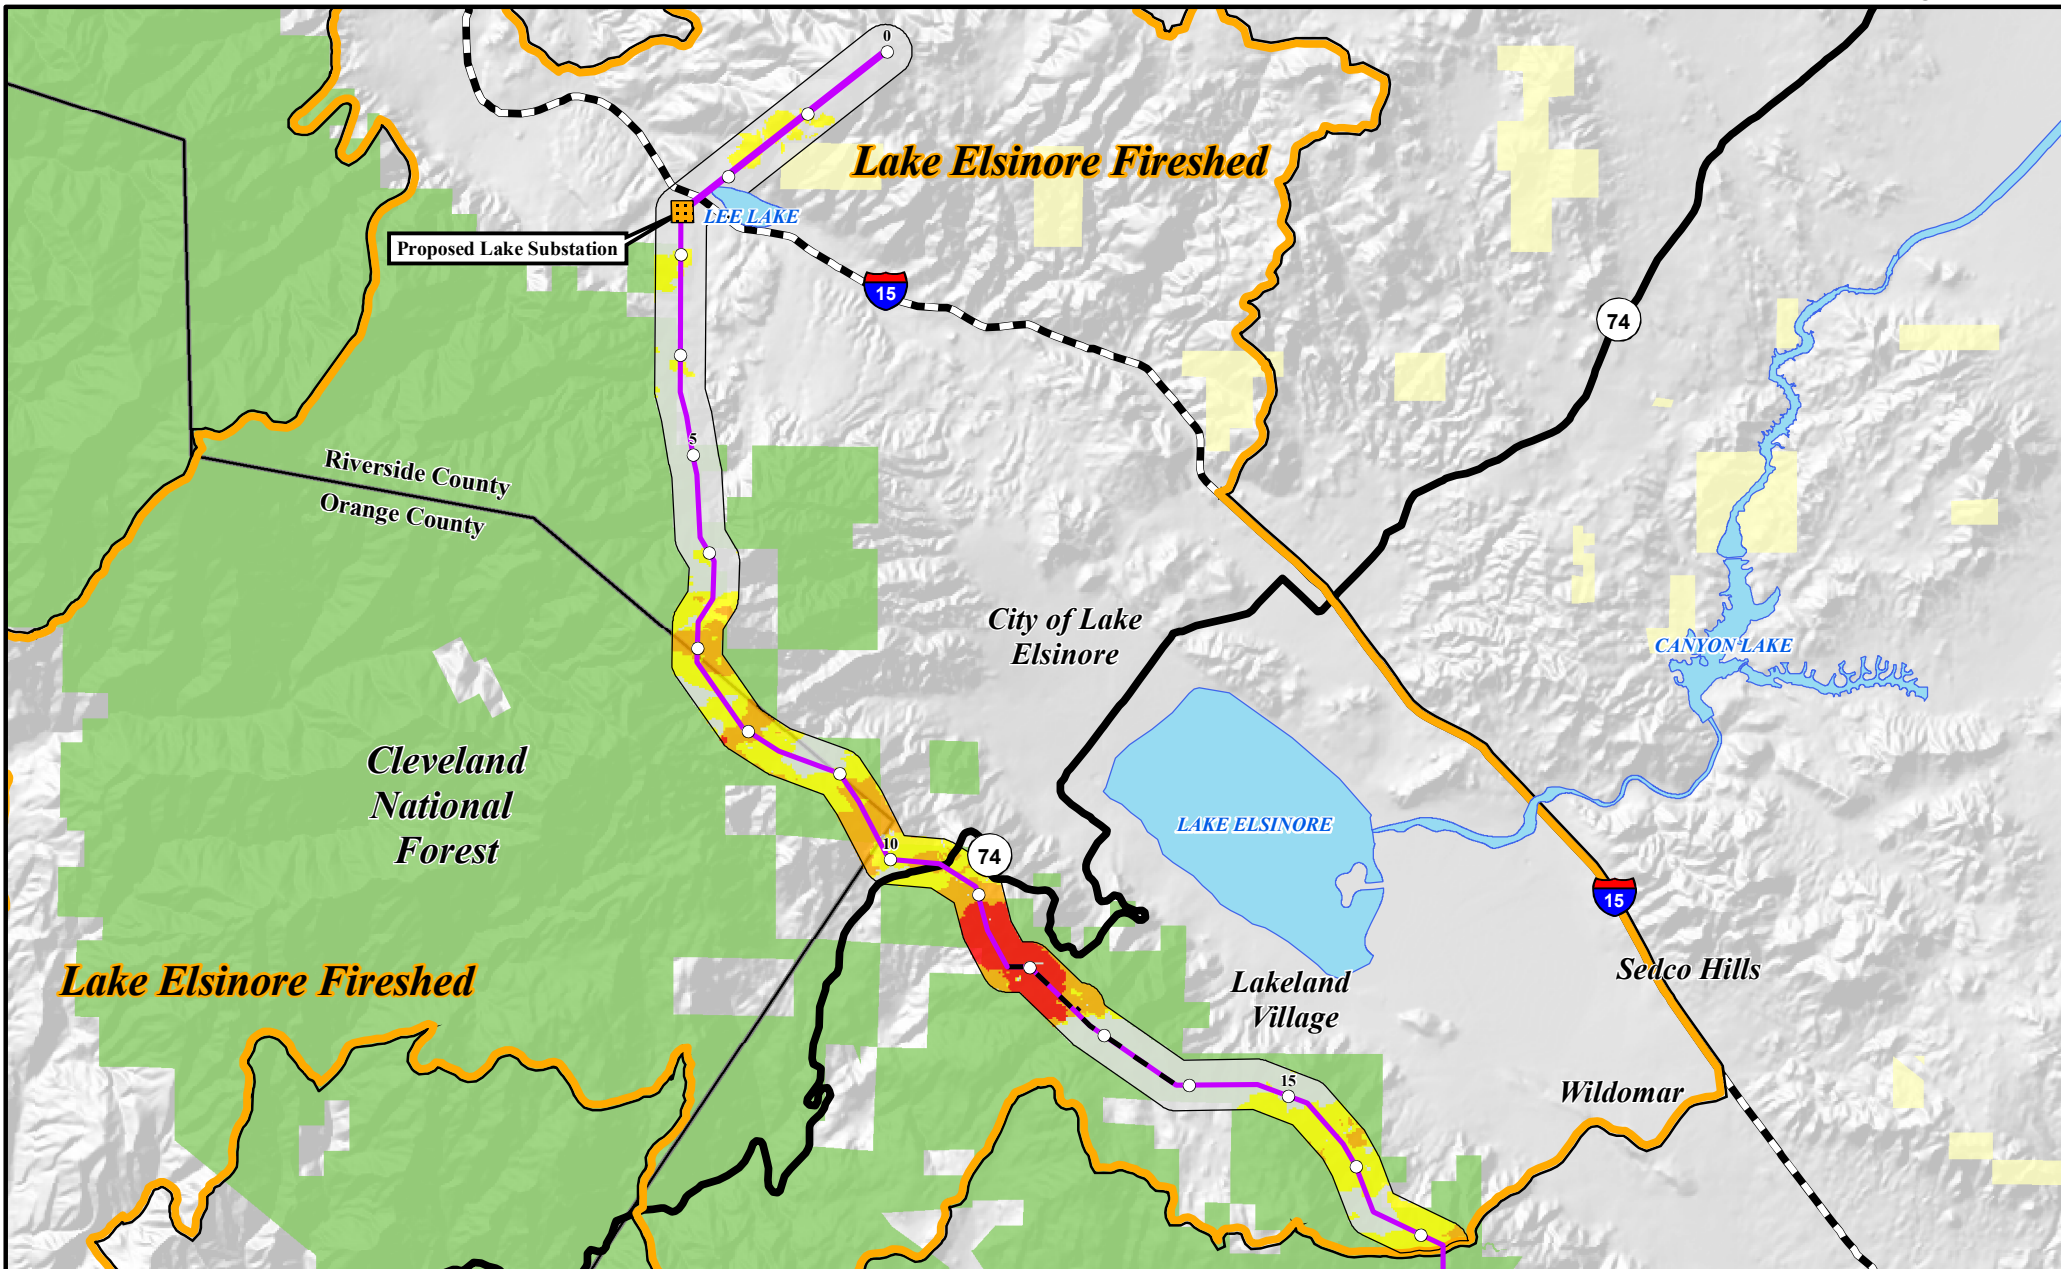 0
Lake Elsinore Fireshed
LEE LAKE
Proposed Lake Substation
15
74
5
Riverside County
Orange County
City of Lake
Elsinore
CANYON LAKE
Cleveland
National
Forest
LAKE ELSINORE
10
74
15
Lake Elsinore Fireshed
Lakeland
Village
Sedco Hills
15
Wildomar